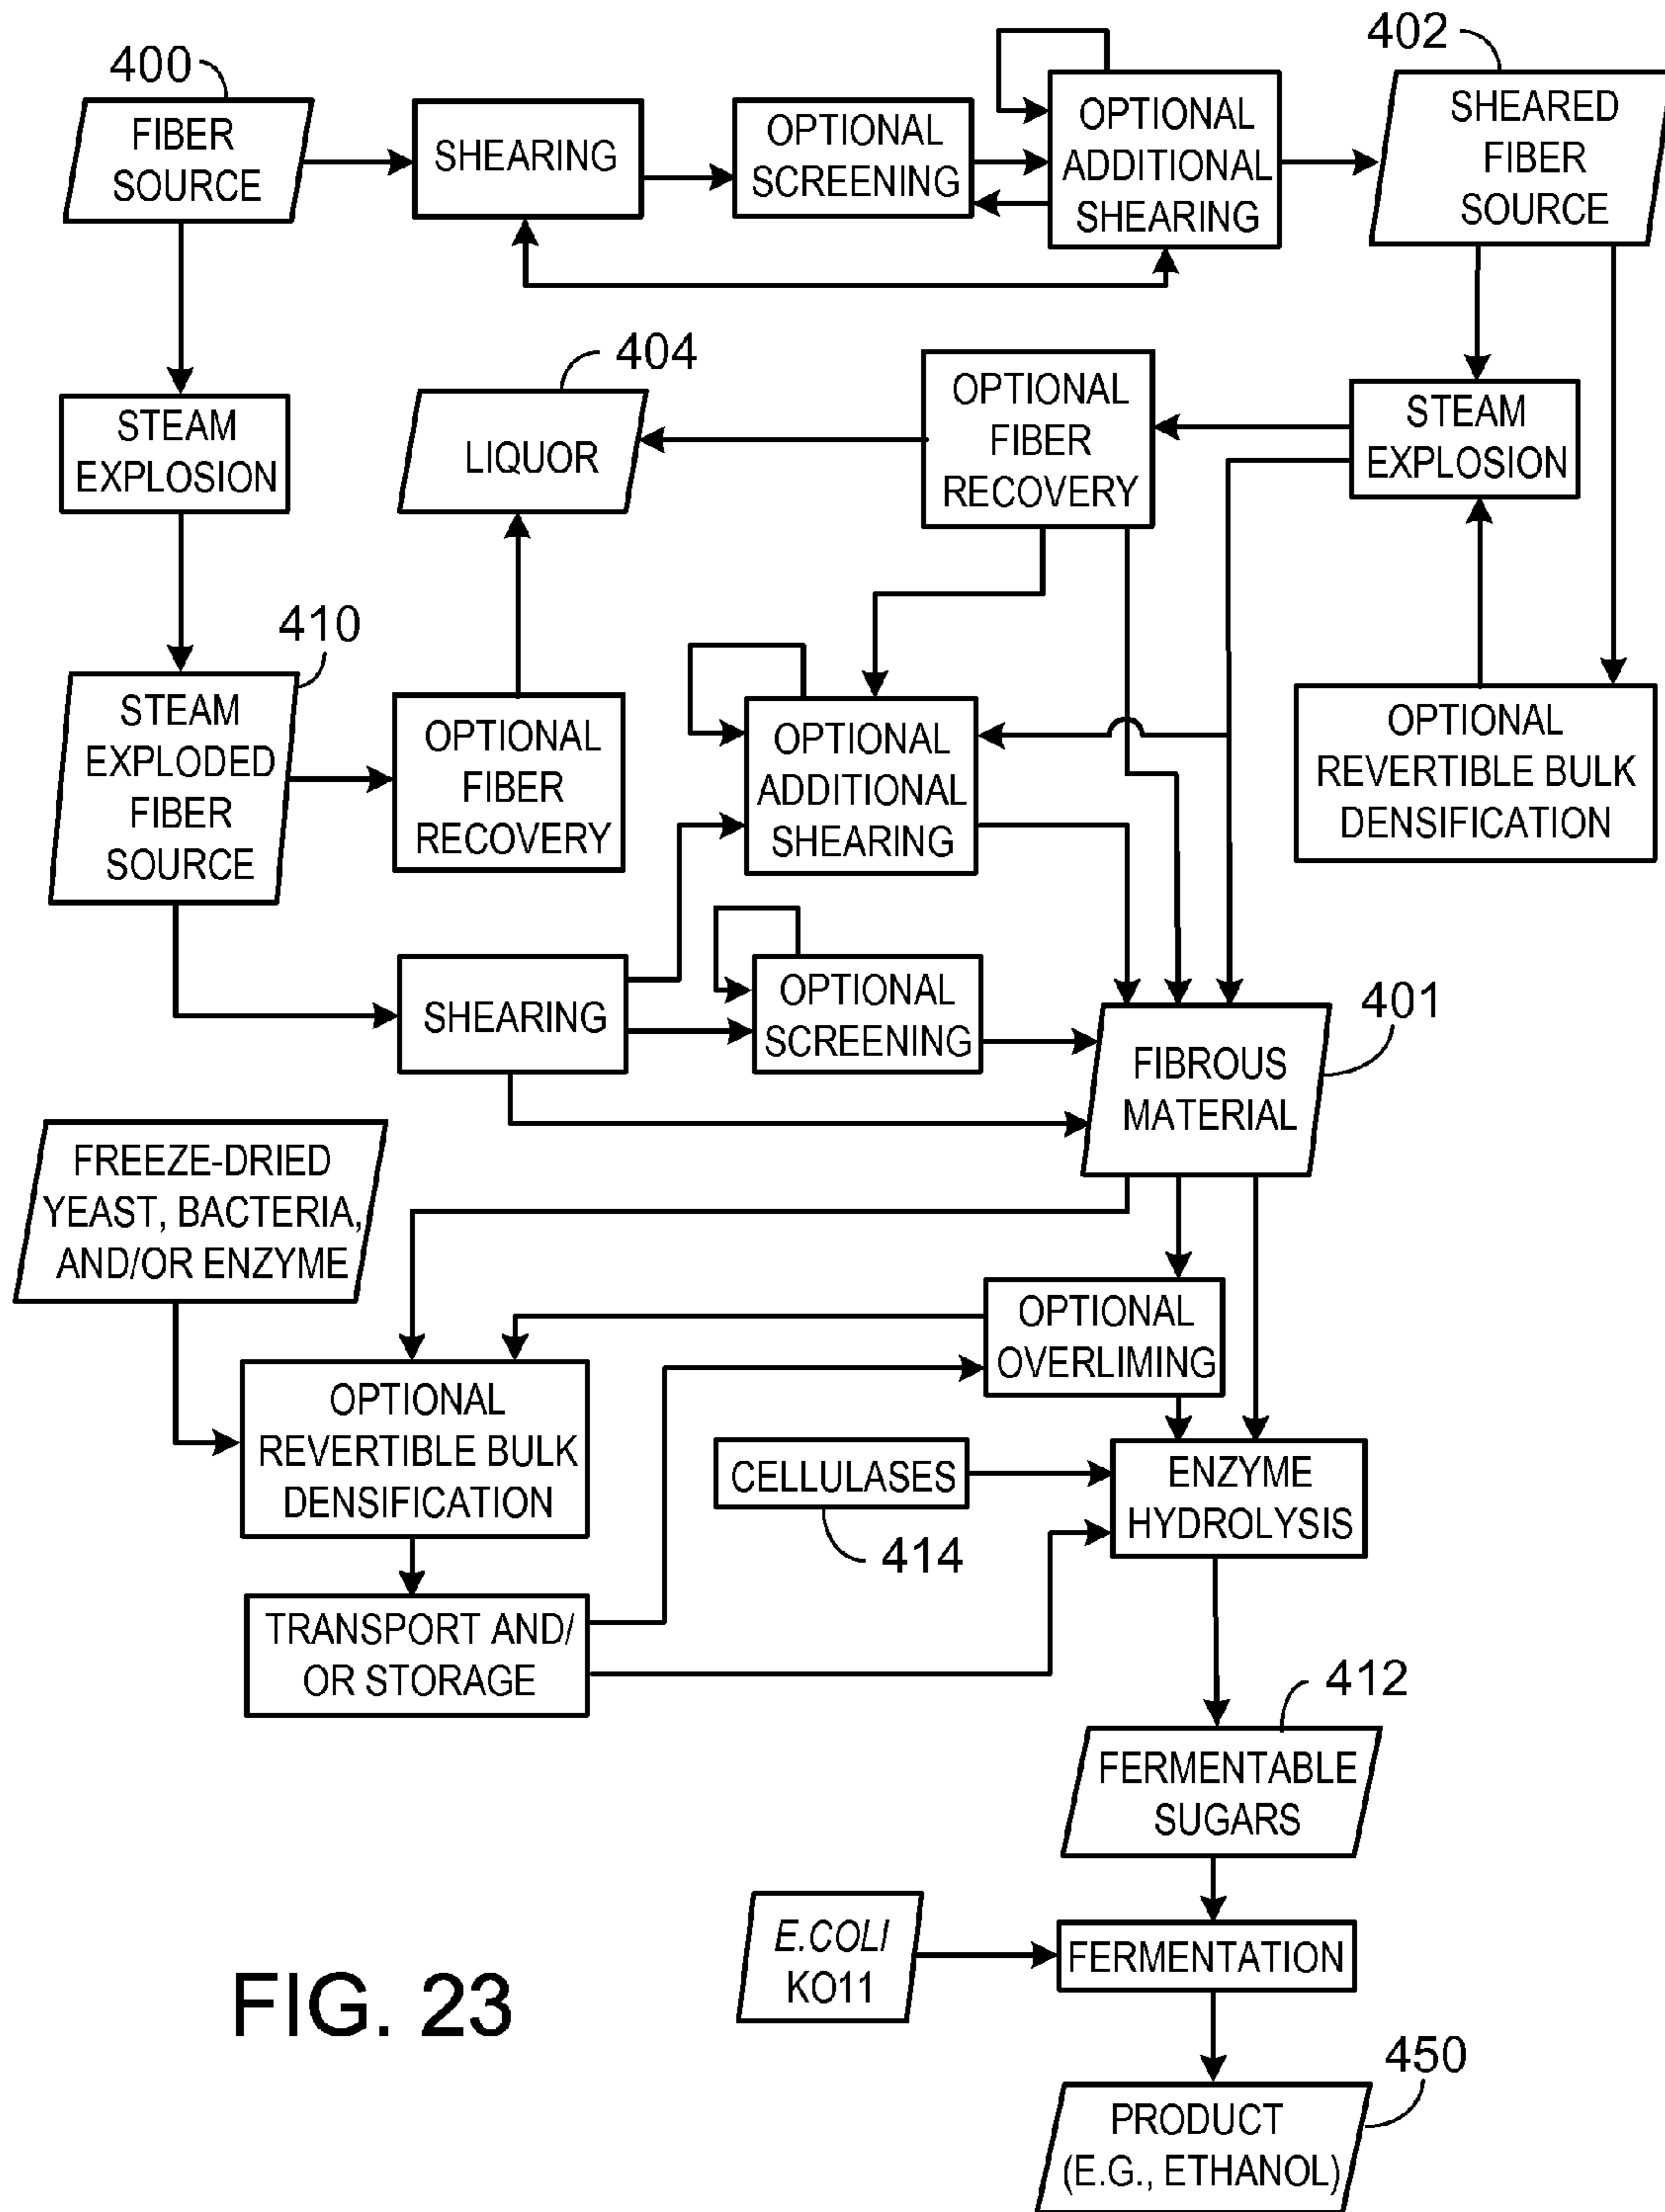 400
402
FIBER
SOURCE
SHEARING
OPTIONAL
SCREENING
OPTIONAL
ADDITIONAL
SHEARING
SHEARED
FIBER
SOURCE
404
STEAM
EXPLOSION
LIQUOR
OPTIONAL
FIBER
RECOVERY
STEAM
EXPLOSION
410
STEAM
EXPLODED
FIBER
SOURCE
OPTIONAL
FIBER
RECOVERY
OPTIONAL
ADDITIONAL
SHEARING
OPTIONAL
REVERTIBLE BULK
DENSIFICATION
SHEARING
OPTIONAL
SCREENING
401
FIBROUS
MATERIAL
FREEZE-DRIED
YEAST, BACTERIA,
AND/OR ENZYME
OPTIONAL
OVERLIMING
OPTIONAL
REVERTIBLE BULK
DENSIFICATION
CELLULASES
414
ENZYME
HYDROLYSIS
TRANSPORT AND/
OR STORAGE
412
FERMENTABLE
SUGARS
E.COLI
KO11
FERMENTATION
FIG. 23
450
PRODUCT
(E.G., ETHANOL)